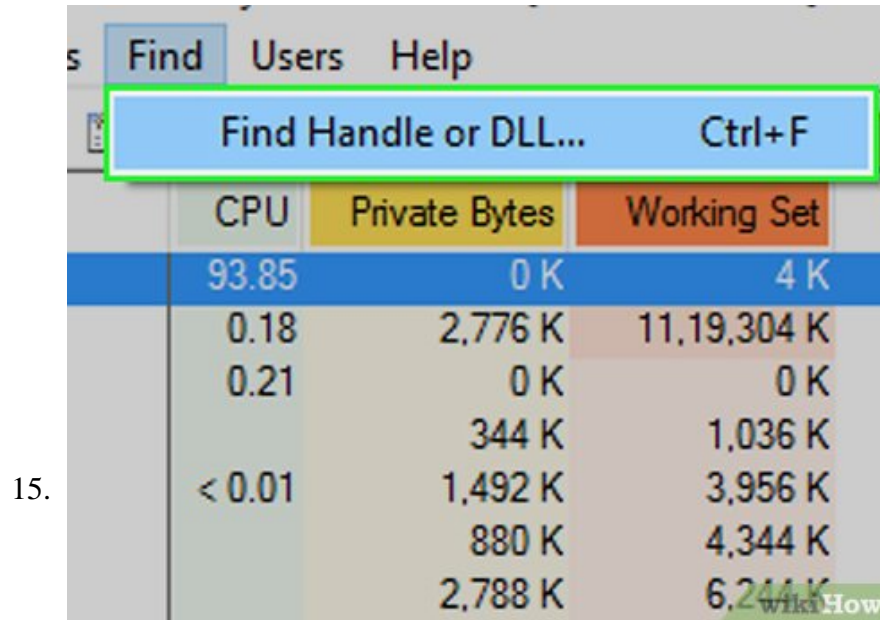 s Find Users Help
Find Handle or DLL... Ctrl+F
CPU Private Bytes Working Set
93.85 0 K 4 K
0.18 2,776 K 11,19,304 K
0.21 0 K 0 K
344 K 1,036 K
15. < 0.01 1,492 K 3,956 K
880 K 4,344 K
2,788 K 6,244 K
wikiHow